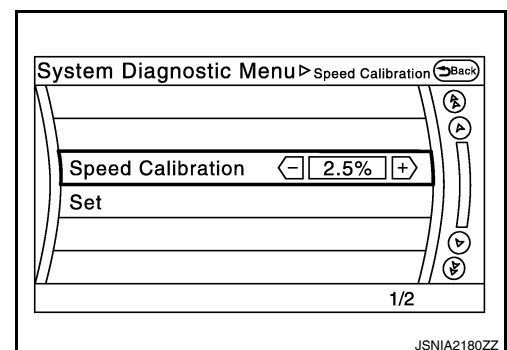 System Diagnostic Menu▷Speed Calibration Back
Speed Calibration - 2.5% +
Set
1/2
JSNIA2180ZZ